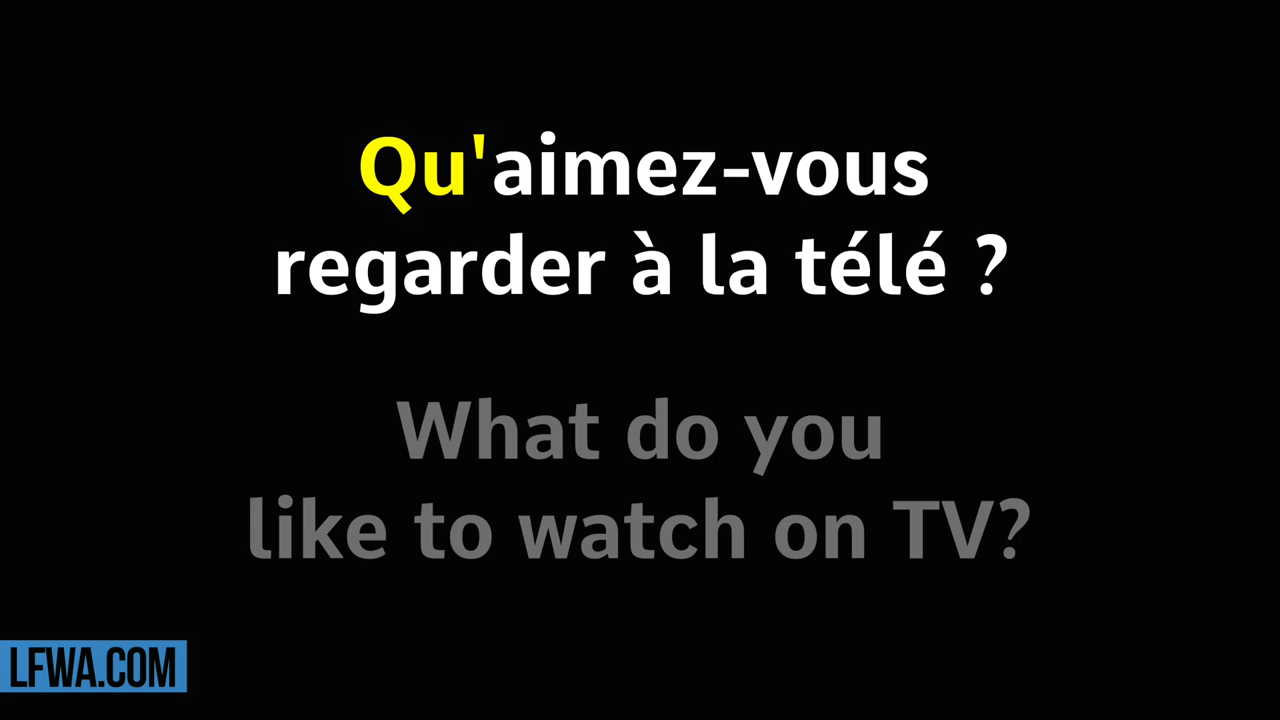 Qu'aimez-vous
regarder à la télé ?
What do you
like to watch on TV?
LFWA.COM